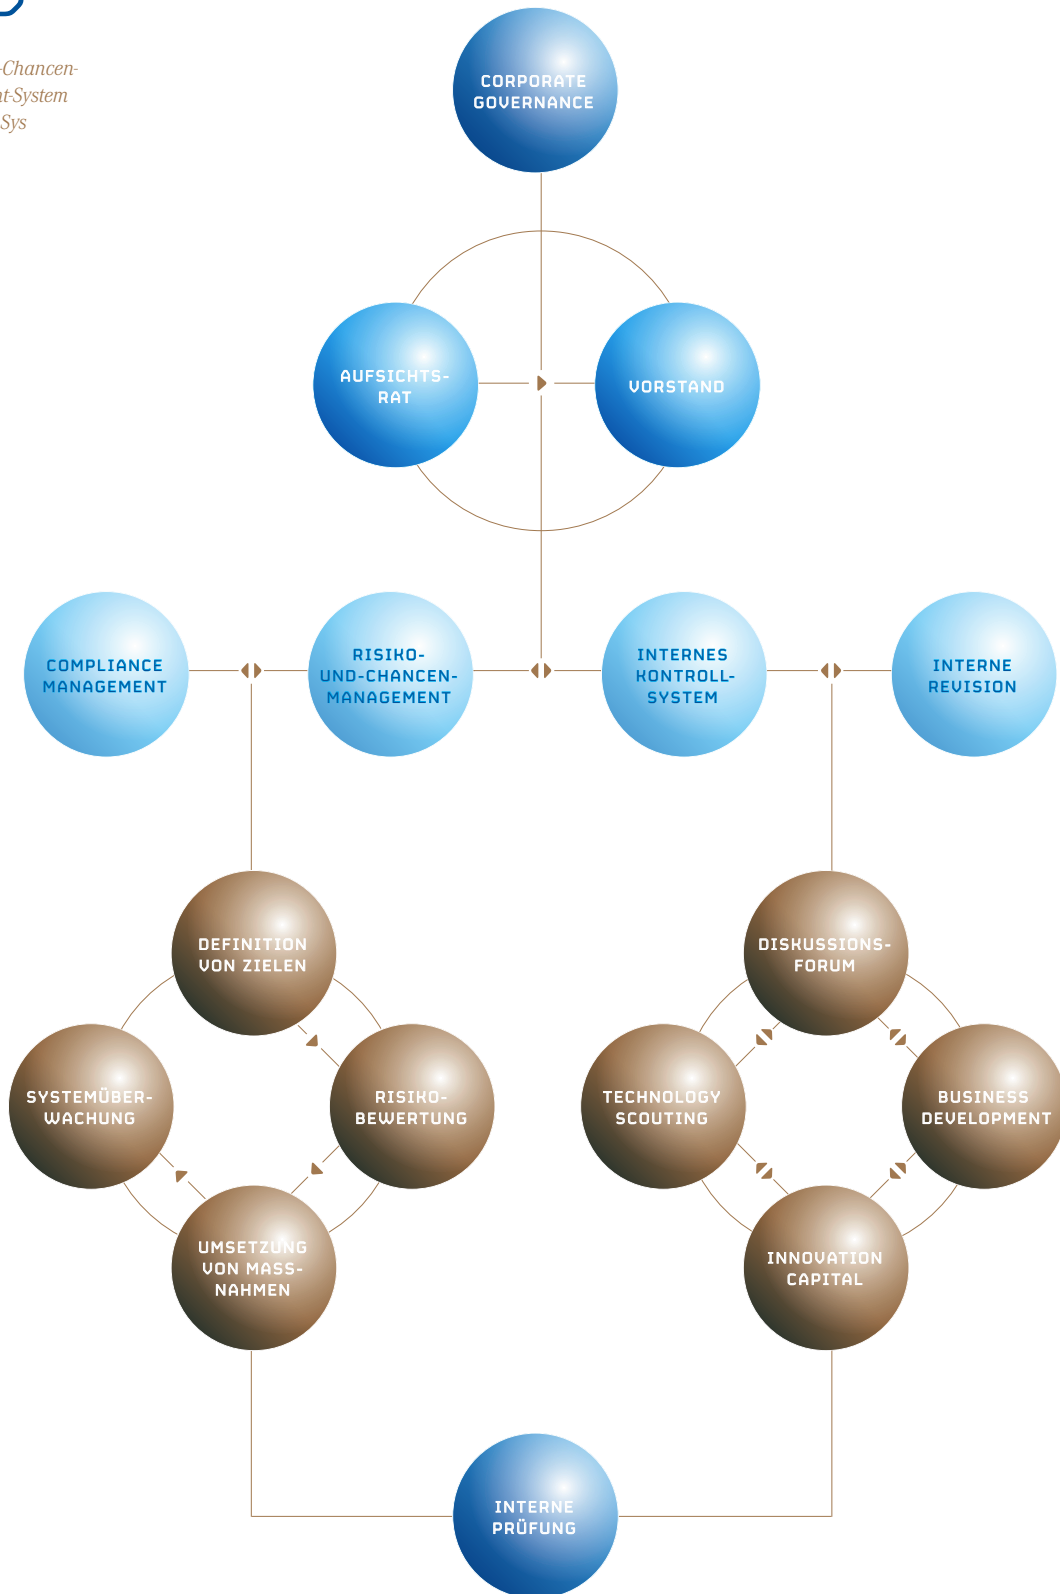 -Chancen-
nt-System
Sys
CORPORATE
GOVERNANCE
AUFSICHTS-
RAT
VORSTAND
COMPLIANCE
MANAGEMENT
RISIKO-
UND-CHANCEN-
MANAGEMENT
INTERNES
KONTROLL-
SYSTEM
INTERNE
REVISION
DEFINITION
VON ZIELEN
DISKUSSIONS-
FORUM
SYSTEMÜBER-
WACHUNG
RISIKO-
BEWERTUNG
TECHNOLOGY
SCOUTING
BUSINESS
DEVELOPMENT
UMSETZUNG
VON MASS-
NAHMEN
INNOVATION
CAPITAL
INTERNE
PRÜFUNG